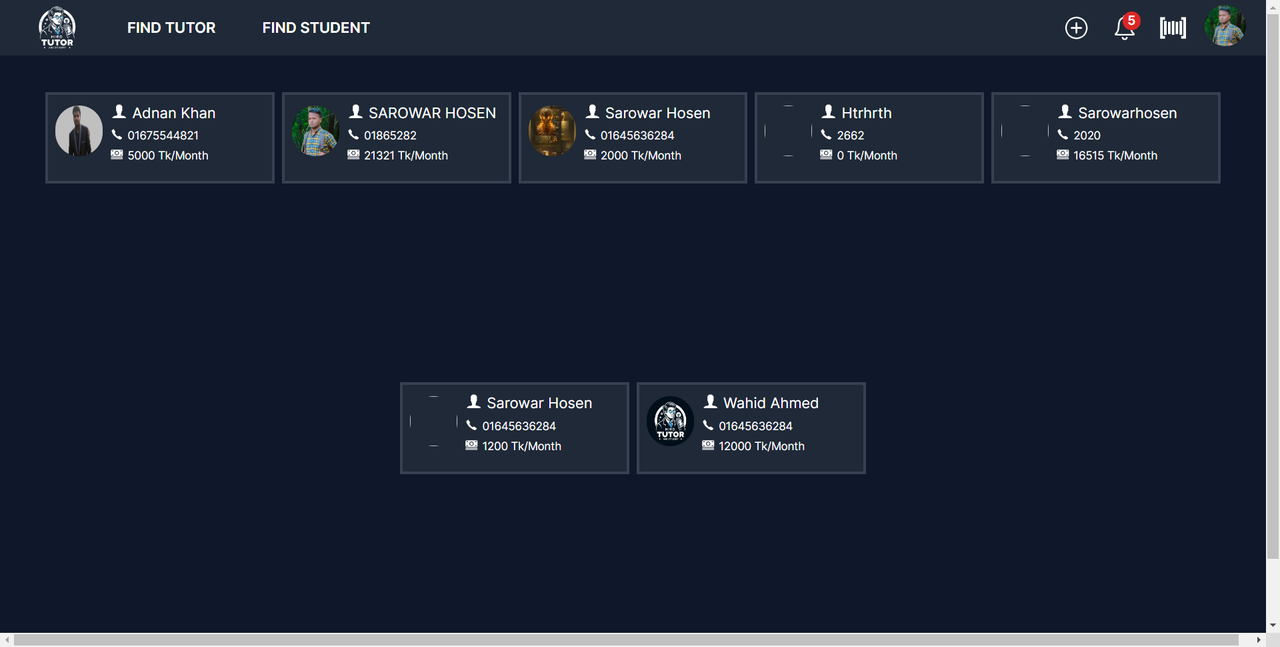 TUTOR
FIND TUTOR
FIND STUDENT
5
Adnan Khan
01675544821
5000 Tk/Month
SAROWAR HOSEN
01865282
21321 Tk/Month
Sarowar Hosen
01645636284
2000 Tk/Month
Htrhrth
2662
0 Tk/Month
Sarowarhosen
2020
16515 Tk/Month
Sarowar Hosen
01645636284
1200 Tk/Month
TUTOR
Wahid Ahmed
01645636284
12000 Tk/Month